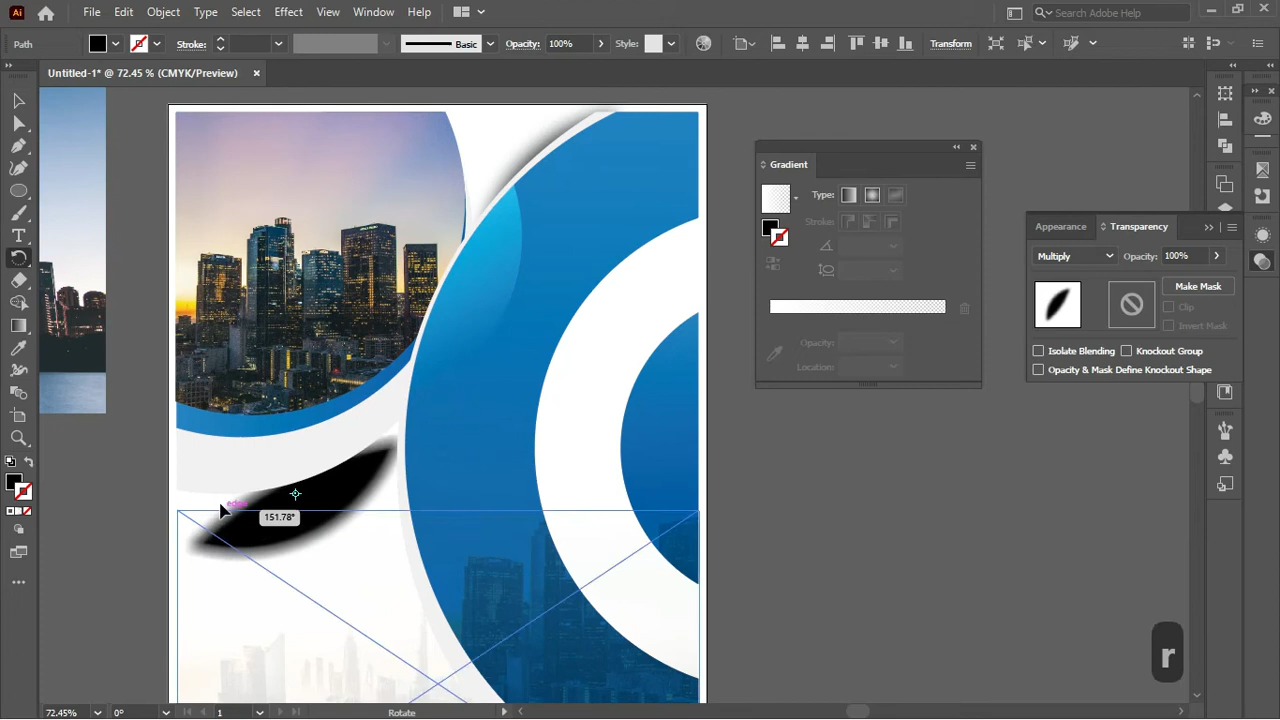 Ai File Edit Object Type Select Effect View Window Help Search Adobe Help
Path Stroke: Basic Opacity: 100% Style: Transform
Untitled-1* @ 72.45 % (CMYK/Preview)
Gradient
Type:
Stroke:
Opacity:
Location:
Appearance Transparency
Multiply Opacity: 100%
Make Mask
Clip
Invert Mask
Isolate Blending Knockout Group
Opacity & Mask Define Knockout Shape
edge
151.78°
r
72.45% 0° 1 Rotate